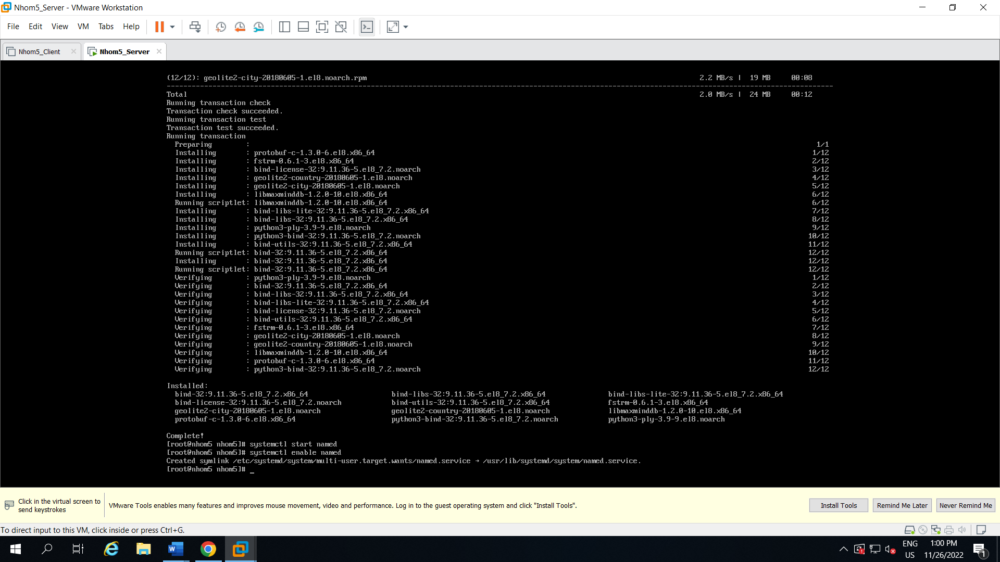 Nhom5_Server - VMware Workstation
File Edit View VM Tabs Help
Nhom5_Client Nhom5_Server
(12/12): geolite2-city-20180605-1.el8.noarch.rpm 2.2 MB/s | 19 MB 00:08
--------------------------------------------------------------------------------
Total 2.0 MB/s | 24 MB 00:12
Running transaction check
Transaction check succeeded.
Running transaction test
Transaction test succeeded.
Running transaction
Preparing : 1/1
Installing : protobuf-c-1.3.0-6.el8.x86_64 1/12
Installing : fstrm-0.6.1-3.el8.x86_64 2/12
Installing : bind-license-32:9.11.36-5.el8_7.2.noarch 3/12
Installing : geolite2-country-20180605-1.el8.noarch 4/12
Installing : geolite2-city-20180605-1.el8.noarch 5/12
Installing : libmaxminddb-1.2.0-10.el8.x86_64 6/12
Running scriptlet: libmaxminddb-1.2.0-10.el8.x86_64 6/12
Installing : bind-libs-lite-32:9.11.36-5.el8_7.2.x86_64 7/12
Installing : bind-libs-32:9.11.36-5.el8_7.2.x86_64 8/12
Installing : python3-ply-3.9-9.el8.noarch 9/12
Installing : python3-bind-32:9.11.36-5.el8_7.2.noarch 10/12
Installing : bind-utils-32:9.11.36-5.el8_7.2.x86_64 11/12
Running scriptlet: bind-32:9.11.36-5.el8_7.2.x86_64 12/12
Installing : bind-32:9.11.36-5.el8_7.2.x86_64 12/12
Running scriptlet: bind-32:9.11.36-5.el8_7.2.x86_64 12/12
Verifying : python3-ply-3.9-9.el8.noarch 1/12
Verifying : bind-32:9.11.36-5.el8_7.2.x86_64 2/12
Verifying : bind-libs-32:9.11.36-5.el8_7.2.x86_64 3/12
Verifying : bind-libs-lite-32:9.11.36-5.el8_7.2.x86_64 4/12
Verifying : bind-license-32:9.11.36-5.el8_7.2.noarch 5/12
Verifying : bind-utils-32:9.11.36-5.el8_7.2.x86_64 6/12
Verifying : fstrm-0.6.1-3.el8.x86_64 7/12
Verifying : geolite2-city-20180605-1.el8.noarch 8/12
Verifying : geolite2-country-20180605-1.el8.noarch 9/12
Verifying : libmaxminddb-1.2.0-10.el8.x86_64 10/12
Verifying : protobuf-c-1.3.0-6.el8.x86_64 11/12
Verifying : python3-bind-32:9.11.36-5.el8_7.2.noarch 12/12
Installed:
bind-32:9.11.36-5.el8_7.2.x86_64 bind-libs-32:9.11.36-5.el8_7.2.x86_64 bind-libs-lite-32:9.11.36-5.el8_7.2.x86_64
bind-license-32:9.11.36-5.el8_7.2.noarch bind-utils-32:9.11.36-5.el8_7.2.x86_64 fstrm-0.6.1-3.el8.x86_64
geolite2-city-20180605-1.el8.noarch geolite2-country-20180605-1.el8.noarch libmaxminddb-1.2.0-10.el8.x86_64
protobuf-c-1.3.0-6.el8.x86_64 python3-bind-32:9.11.36-5.el8_7.2.noarch python3-ply-3.9-9.el8.noarch
Complete!
[root@nhom5 nhom5]# systemctl start named
[root@nhom5 nhom5]# systemctl enable named
Created symlink /etc/systemd/system/multi-user.target.wants/named.service → /usr/lib/systemd/system/named.service.
[root@nhom5 nhom5]# _
Click in the virtual screen to
send keystrokes
VMware Tools enables many features and improves mouse movement, video and performance. Log in to the guest operating system and click "Install Tools".
Install Tools Remind Me Later Never Remind Me
To direct input to this VM, click inside or press Ctrl+G.
ENG 1:00 PM
US 11/26/2022
1